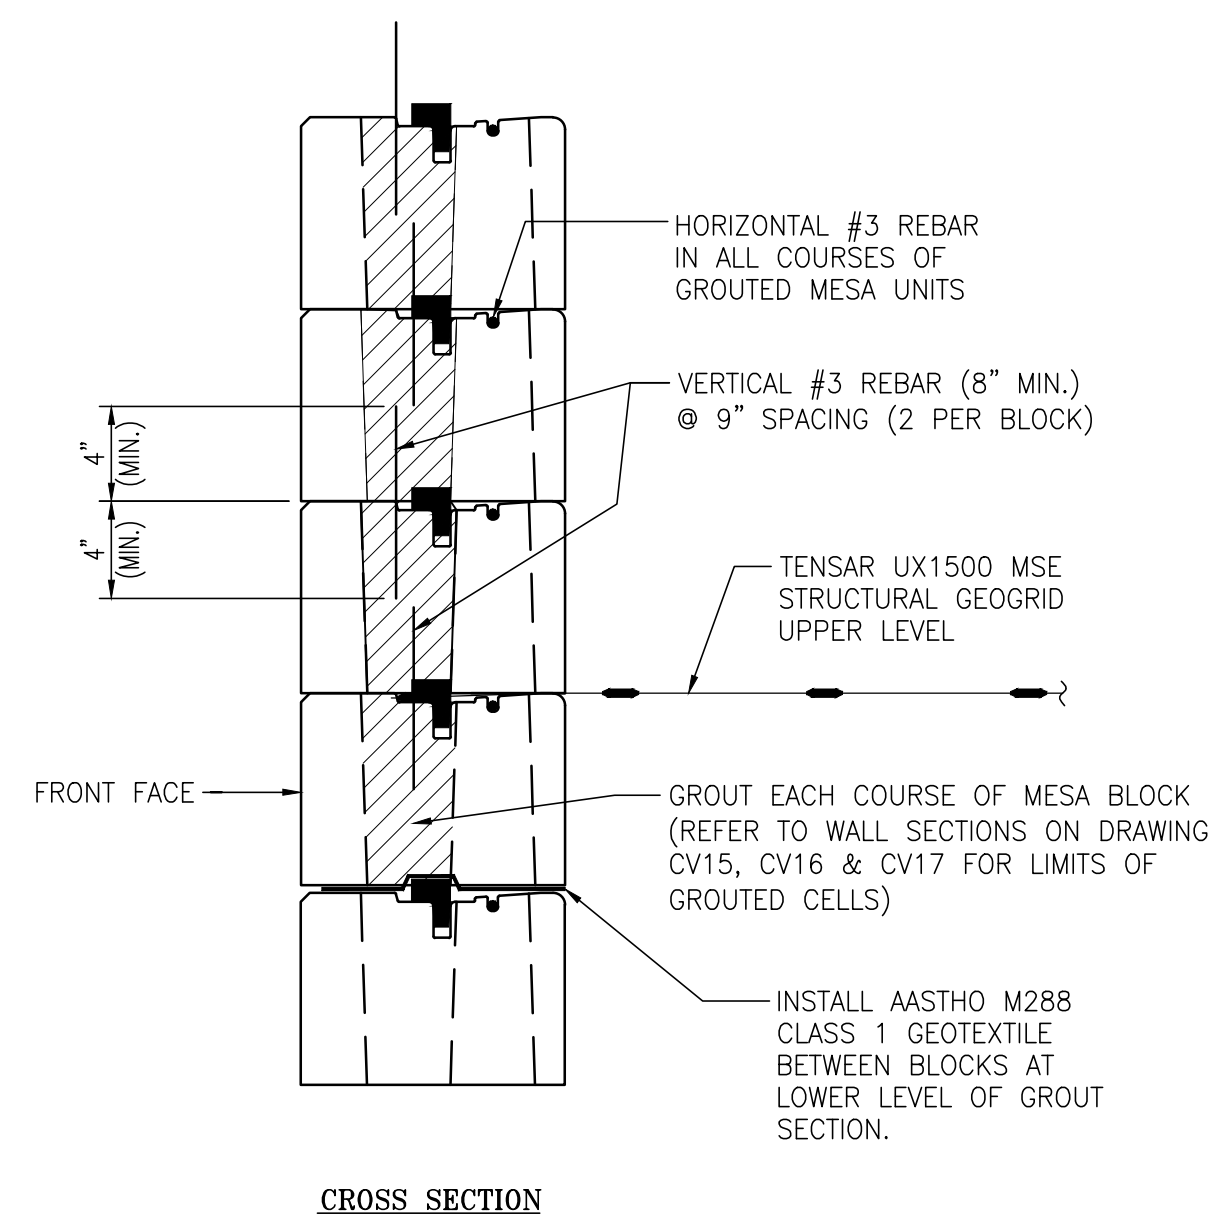 HORIZONTAL #3 REBAR
IN ALL COURSES OF
GROUTED MESA UNITS
VERTICAL #3 REBAR (8" MIN.)
@ 9" SPACING (2 PER BLOCK)
4"
(MIN.)
4"
(MIN.)
TENSAR UX1500 MSE
STRUCTURAL GEOGRID
UPPER LEVEL
FRONT FACE
GROUT EACH COURSE OF MESA BLOCK
(REFER TO WALL SECTIONS ON DRAWING
CV15, CV16 & CV17 FOR LIMITS OF
GROUTED CELLS)
INSTALL AASTHO M288
CLASS 1 GEOTEXTILE
BETWEEN BLOCKS AT
LOWER LEVEL OF GROUT
SECTION.
CROSS SECTION